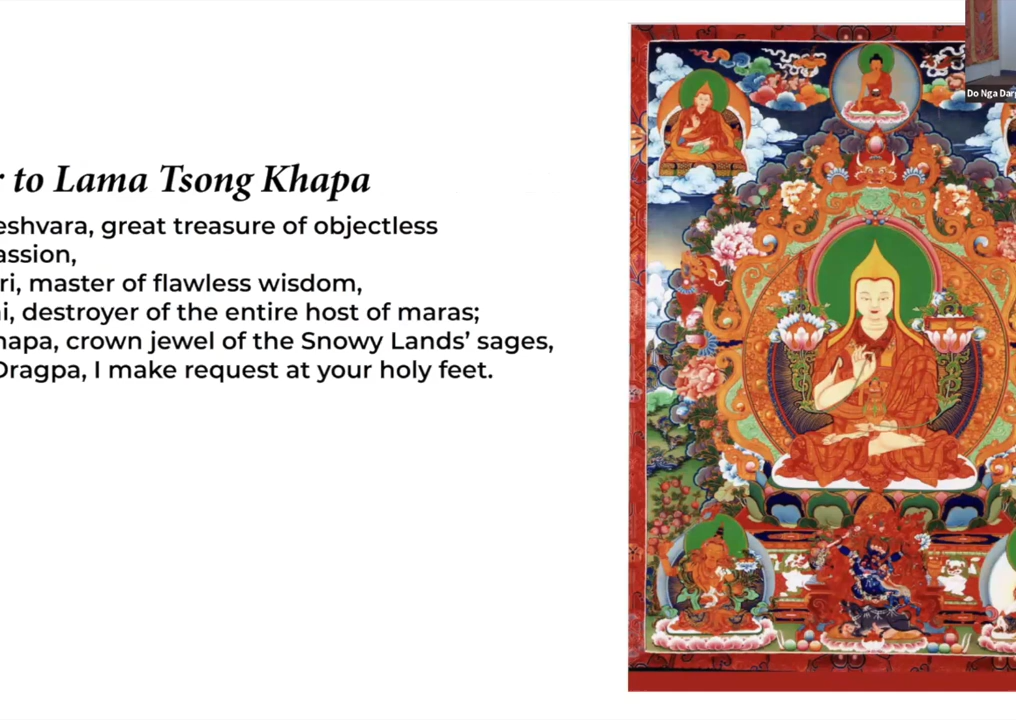 r to Lama Tsong Khapa
eshvara, great treasure of objectless
assion,
ri, master of flawless wisdom,
i, destroyer of the entire host of maras;
hapa, crown jewel of the Snowy Lands’ sages,
Dragpa, I make request at your holy feet.
Do Nga Darg